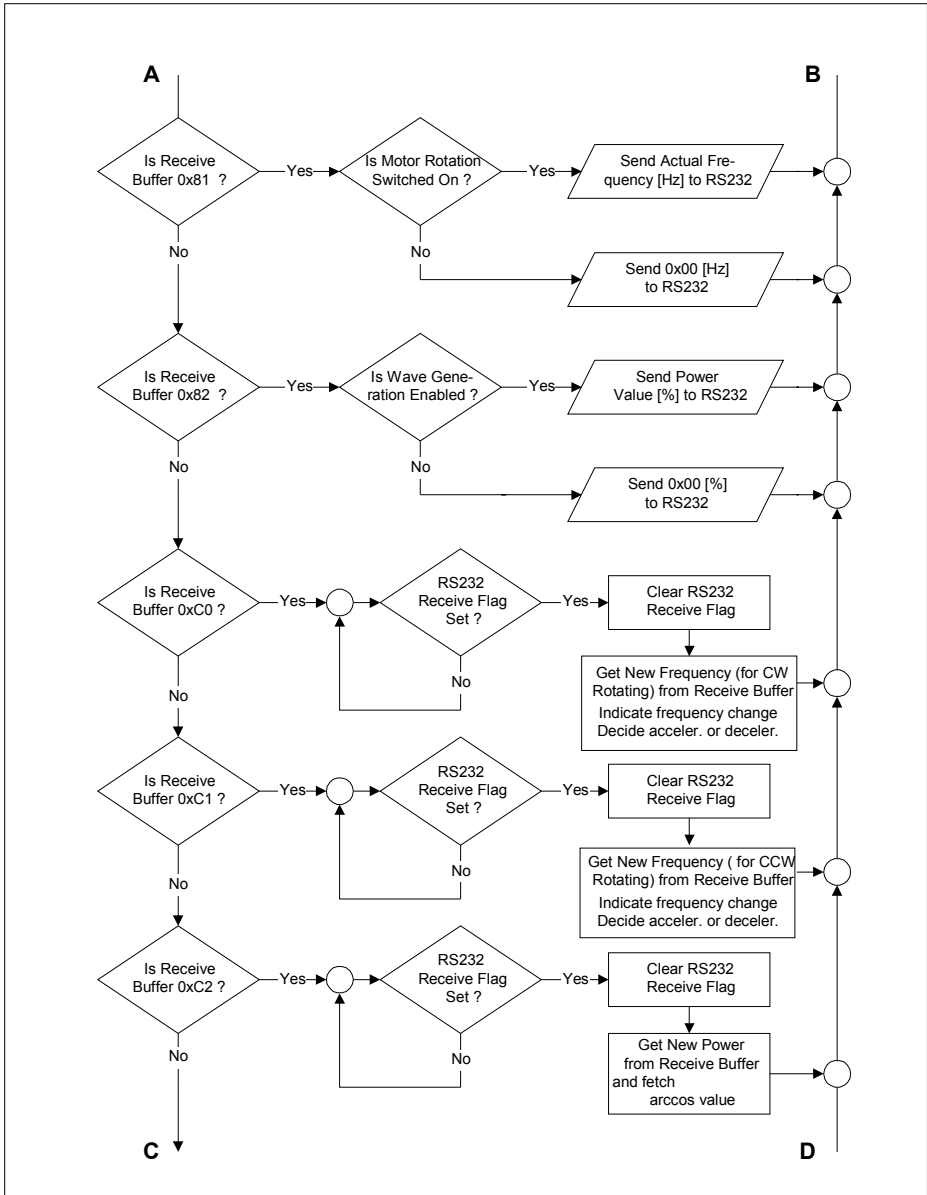 A
B
Is Receive
Buffer 0x81 ?
Yes
Is Motor Rotation
Switched On ?
Yes
Send Actual Fre-
quency [Hz] to RS232
No
No
Send 0x00 [Hz]
to RS232
Is Receive
Buffer 0x82 ?
Yes
Is Wave Gene-
ration Enabled ?
Yes
Send Power
Value [%] to RS232
No
No
Send 0x00 [%]
to RS232
Is Receive
Buffer 0xC0 ?
Yes
RS232
Receive Flag
Set ?
Yes
Clear RS232
Receive Flag
No
No
Get New Frequency (for CW
Rotating) from Receive Buffer
Indicate frequency change
Decide acceler. or deceler.
Is Receive
Buffer 0xC1 ?
Yes
RS232
Receive Flag
Set ?
Yes
Clear RS232
Receive Flag
No
No
Get New Frequency ( for CCW
Rotating) from Receive Buffer
Indicate frequency change
Decide acceler. or deceler.
Is Receive
Buffer 0xC2 ?
Yes
RS232
Receive Flag
Set ?
Yes
Clear RS232
Receive Flag
No
No
Get New Power
from Receive Buffer
and fetch
arccos value
C
D